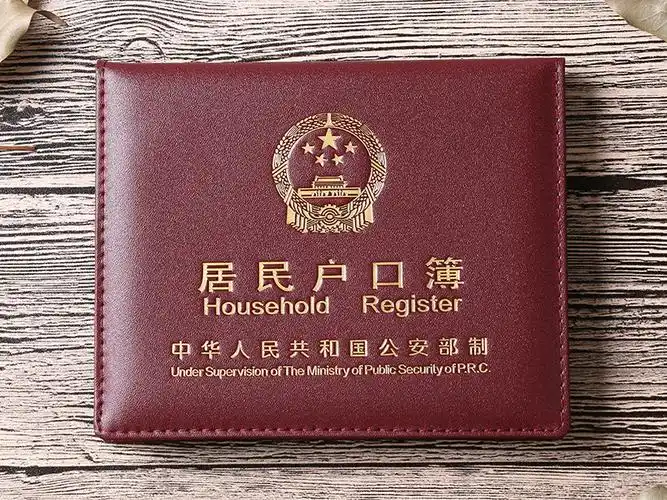 居民户口簿
Household Register
中华人民共和国公安部制
Under Supervision of The Ministry of Public Security of P.R.C.